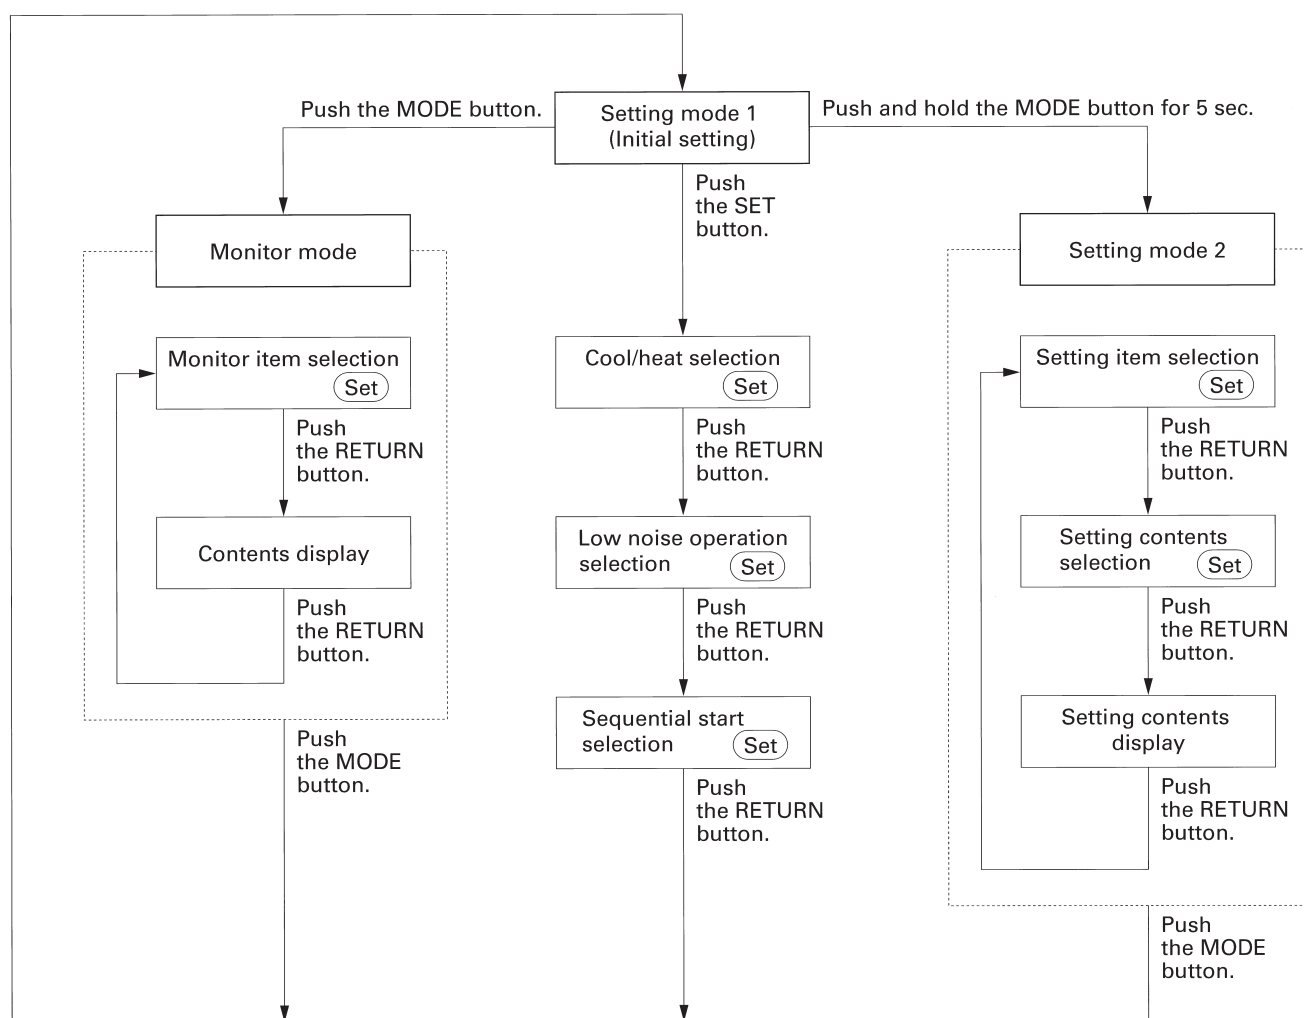 Push the MODE button.
Setting mode 1
(Initial setting)
Push and hold the MODE button for 5 sec.
Push
the SET
button.
Monitor mode
Monitor item selection
Set
Push
the RETURN
button.
Contents display
Push
the RETURN
button.
Push
the MODE
button.
Cool/heat selection
Set
Push
the RETURN
button.
Low noise operation
selection
Set
Push
the RETURN
button.
Sequential start
selection
Set
Push
the RETURN
button.
Setting mode 2
Setting item selection
Set
Push
the RETURN
button.
Setting contents
selection
Set
Push
the RETURN
button.
Setting contents
display
Push
the RETURN
button.
Push
the MODE
button.